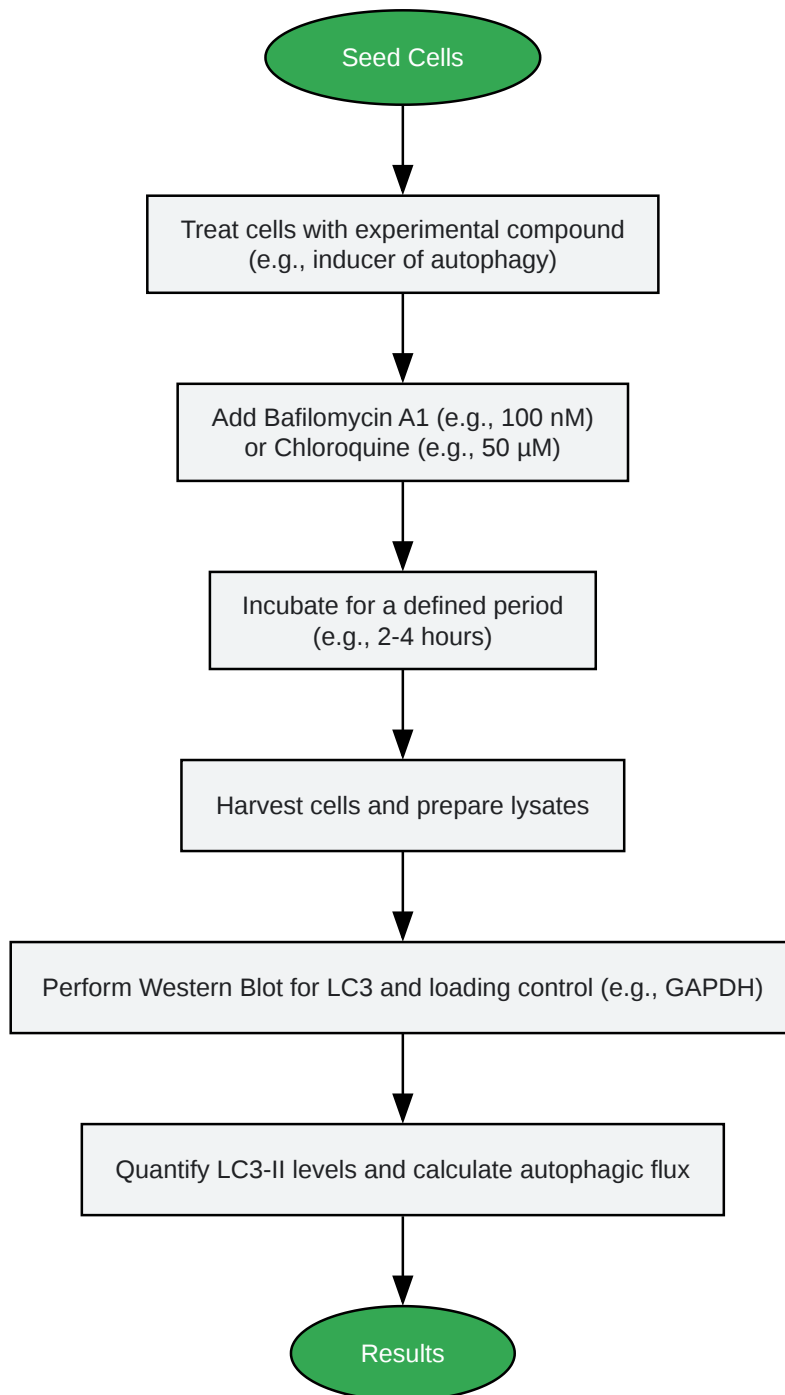 Seed Cells
Treat cells with experimental compound
(e.g., inducer of autophagy)
Add Bafilomycin A1 (e.g., 100 nM)
or Chloroquine (e.g., 50 µM)
Incubate for a defined period
(e.g., 2-4 hours)
Harvest cells and prepare lysates
Perform Western Blot for LC3 and loading control (e.g., GAPDH)
Quantify LC3-II levels and calculate autophagic flux
Results